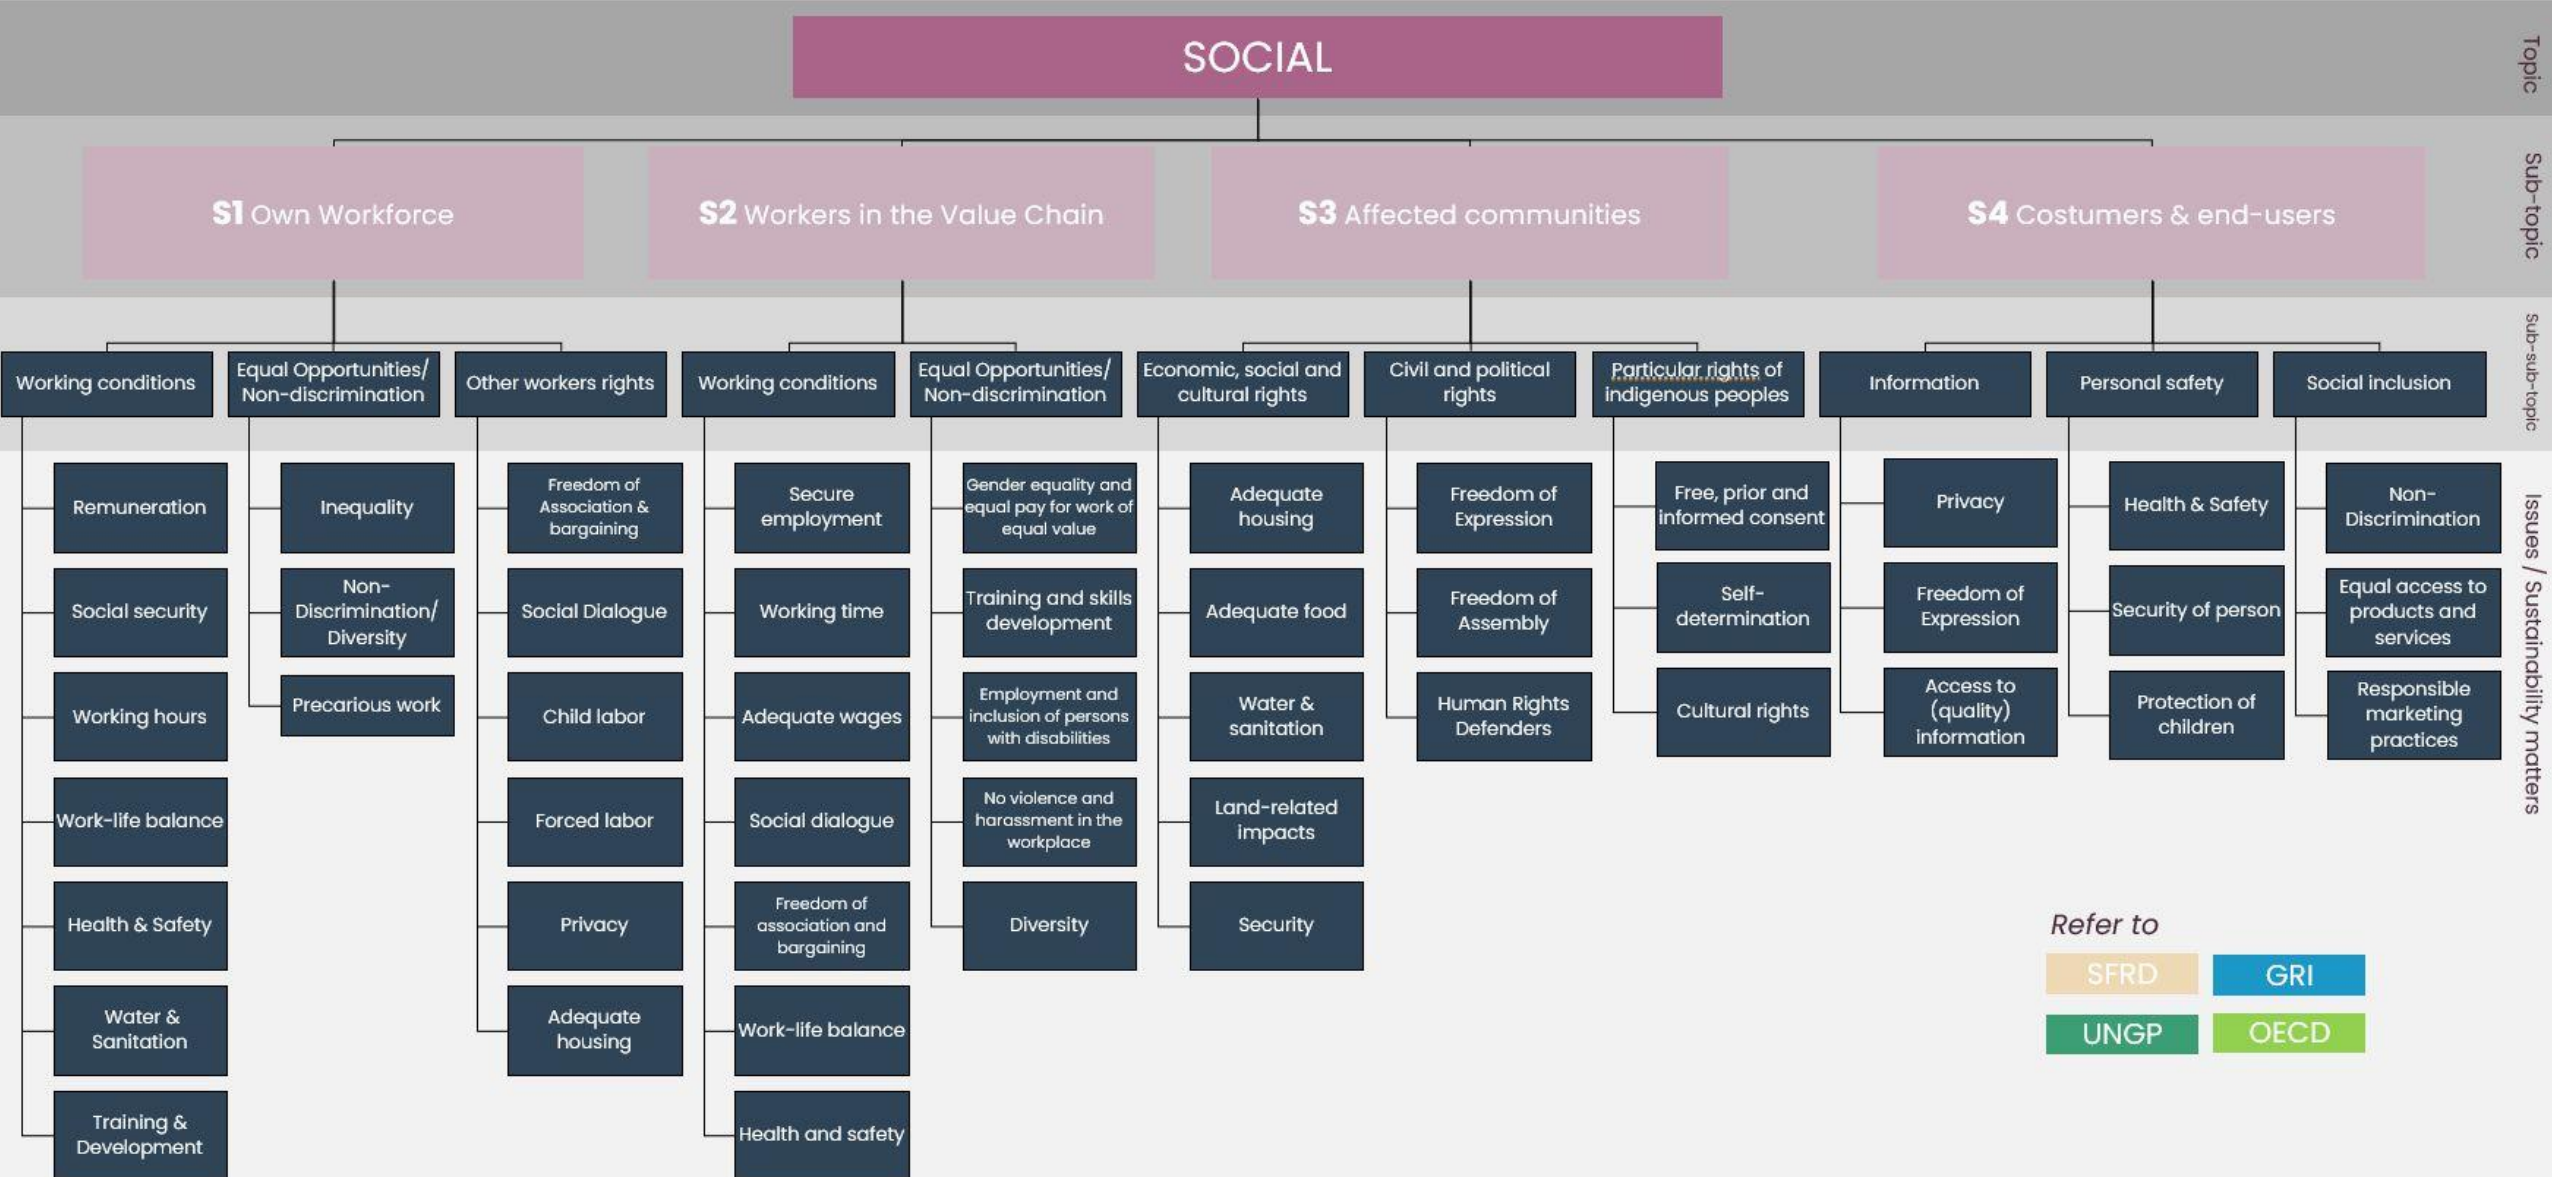 SOCIAL
Topic
S1 Own Workforce
S2 Workers in the Value Chain
S3 Affected communities
S4 Costumers & end-users
Sub-topic
Working conditions
Equal Opportunities/
Non-discrimination
Other workers rights
Working conditions
Equal Opportunities/
Non-discrimination
Economic, social and
cultural rights
Civil and political
rights
Particular rights of
indigenous peoples
Information
Personal safety
Social inclusion
Sub-sub-topic
Remuneration
Social security
Working hours
Work-life balance
Health & Safety
Water &
Sanitation
Training &
Development
Inequality
Non-
Discrimination/
Diversity
Precarious work
Freedom of
Association &
bargaining
Social Dialogue
Child labor
Forced labor
Privacy
Adequate
housing
Secure
employment
Working time
Adequate wages
Social dialogue
Freedom of
association and
bargaining
Work-life balance
Health and safety
Gender equality and
equal pay for work of
equal value
Training and skills
development
Employment and
inclusion of persons
with disabilities
No violence and
harassment in the
workplace
Diversity
Adequate
housing
Adequate food
Water &
sanitation
Land-related
impacts
Security
Freedom of
Expression
Freedom of
Assembly
Human Rights
Defenders
Free, prior and
informed consent
Self-
determination
Cultural rights
Privacy
Freedom of
Expression
Access to
(quality)
information
Health & Safety
Security of person
Protection of
children
Non-
Discrimination
Equal access to
products and
services
Responsible
marketing
practices
Issues / Sustainability matters
Refer to
SFRD
GRI
UNGP
OECD